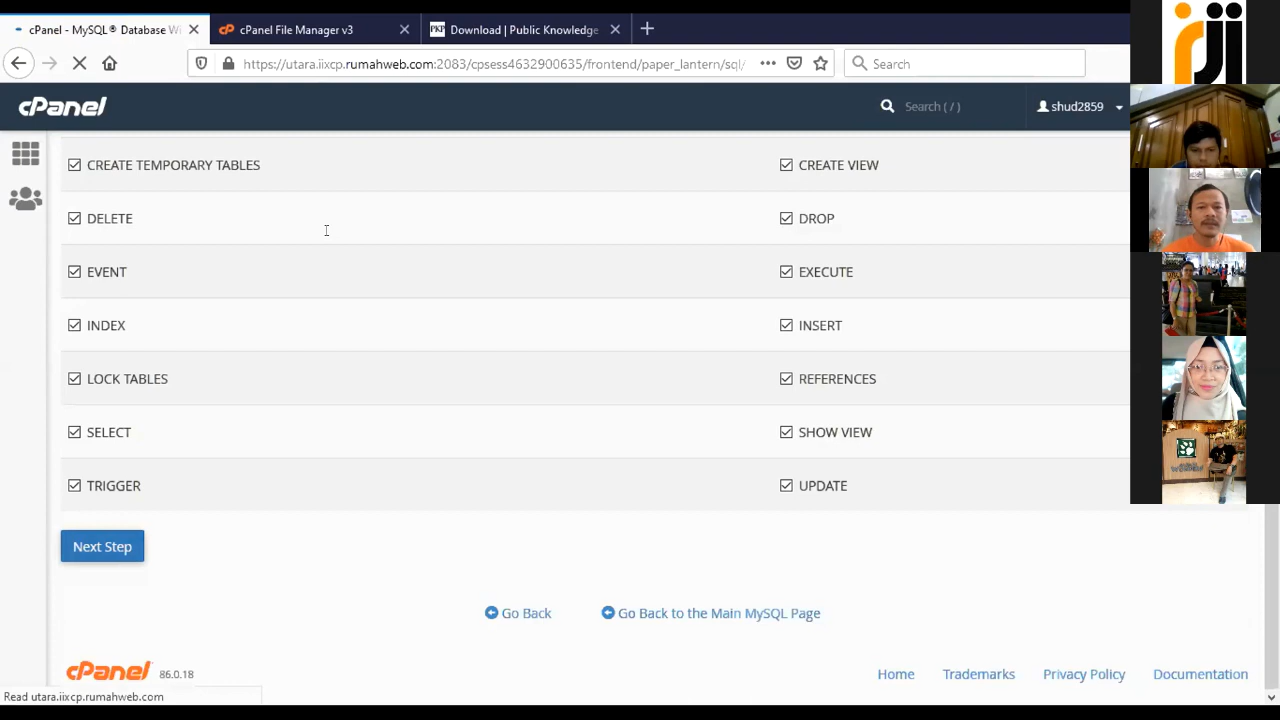 cPanel - MySQL® Database Wi
cPanel File Manager v3
PKP Download | Public Knowledge
https://utara.iixcp.rumahweb.com:2083/cpsess4632900635/frontend/paper_lantern/sql/
Search
cPanel
Search ( / )
shud2859
rji
CREATE TEMPORARY TABLES
CREATE VIEW
DELETE
DROP
EVENT
EXECUTE
INDEX
INSERT
LOCK TABLES
REFERENCES
SELECT
SHOW VIEW
TRIGGER
UPDATE
Next Step
Go Back
Go Back to the Main MySQL Page
cPanel 86.0.18
Home
Trademarks
Privacy Policy
Documentation
Read utara.iixcp.rumahweb.com